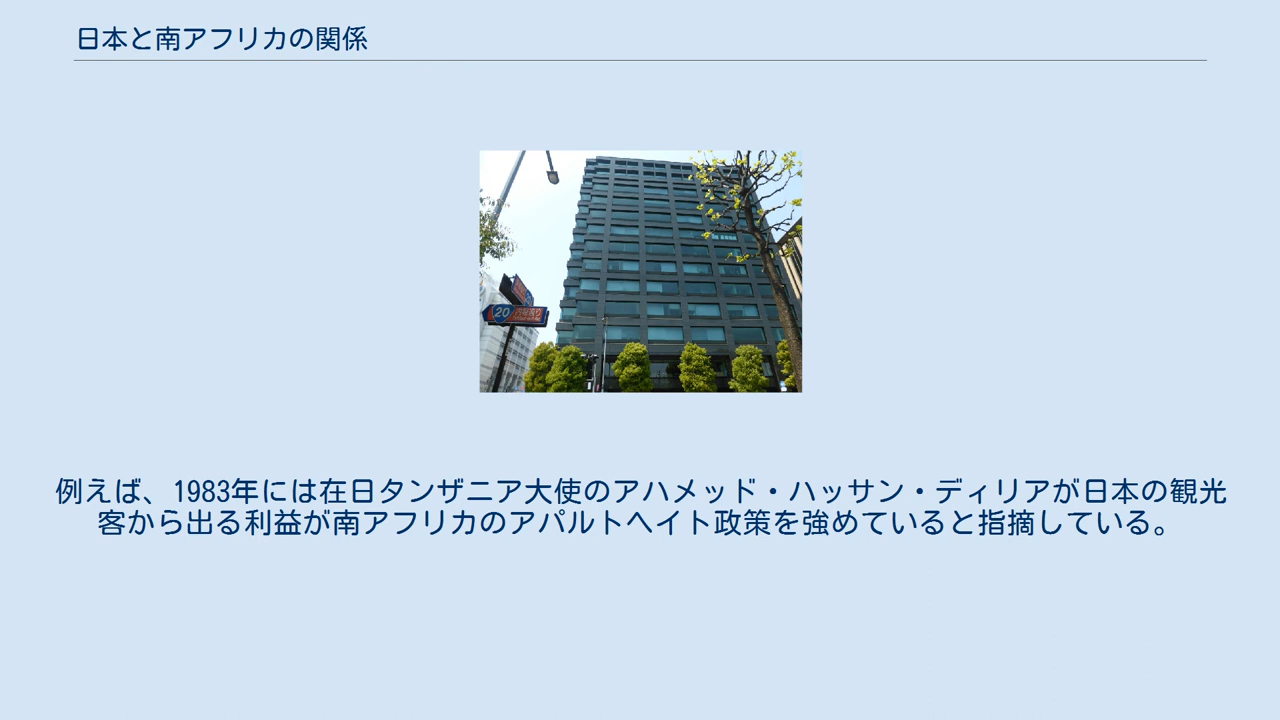 日本と南アフリカの関係
20
例えば、1983年には在日タンザニア大使のアハメッド・ハッサン・ディリアが日本の観光
客から出る利益が南アフリカのアパルトヘイト政策を強めていると指摘している。